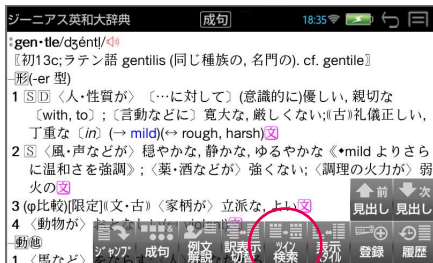 ジーニアス英和大辞典 成句 18:35
*gen・tle/dʒéntl/
〖初13c;ラテン語 gentilis (同じ種族の, 名門の). cf. gentle〗
─形(-er 型)
1 S D 〈人・性質が〉〔…に対して〕(意識的に)優しい, 親切な
〔with, to〕;〔言動などに〕寛大な, 厳しくない;⦅古⦆礼儀正しい,
丁重な〔in〕(→ mild)(↔ rough, harsh)文
2 S 〈風・声などが〉穏やかな, 静かな, ゆるやかな《◆mild よりさら
に温和さを強調》;〈薬・酒などが〉強くない;〈調理の火力が〉弱
火の文
3 (φ比較)[限定]⦅文・古⦆〈家柄が〉立派な, よい文
4 〈動物が〉
─動他
1 〈馬など〉
前見出し 次見出し
ジャンプ 成句 例文解説 訳表示切替 ツイン検索 表示スタイル 登録 履歴